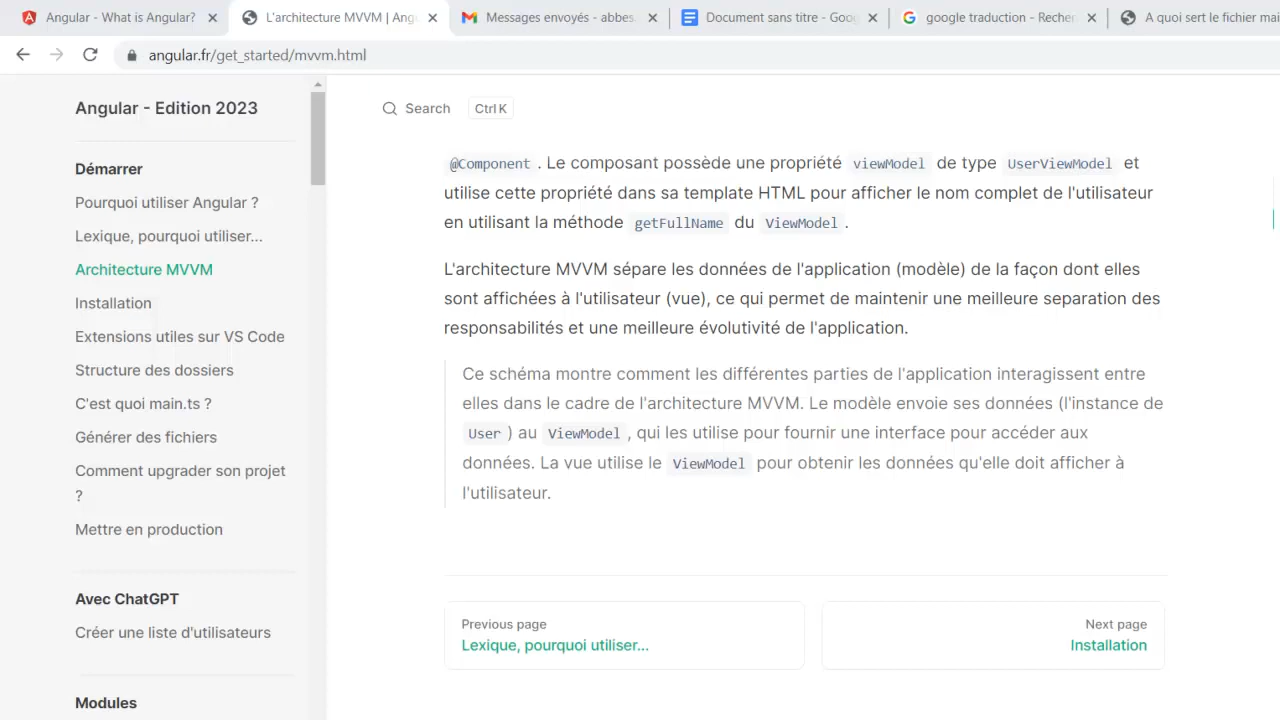 Angular - What is Angular?
L'architecture MVVM | Ang
Messages envoyés - abbes.
Document sans titre - Goo
google traduction - Recher
A quoi sert le fichier mai
angular.fr/get_started/mvvm.html
Angular - Edition 2023
Démarrer
Pourquoi utiliser Angular ?
Lexique, pourquoi utiliser...
Architecture MVVM
Installation
Extensions utiles sur VS Code
Structure des dossiers
C'est quoi main.ts ?
Générer des fichiers
Comment upgrader son projet
?
Mettre en production
Avec ChatGPT
Créer une liste d'utilisateurs
Modules
Search Ctrl K
@Component . Le composant possède une propriété viewModel de type UserViewModel et
utilise cette propriété dans sa template HTML pour afficher le nom complet de l'utilisateur
en utilisant la méthode getFullName du ViewModel .
L'architecture MVVM sépare les données de l'application (modèle) de la façon dont elles
sont affichées à l'utilisateur (vue), ce qui permet de maintenir une meilleure separation des
responsabilités et une meilleure évolutivité de l'application.
Ce schéma montre comment les différentes parties de l'application interagissent entre
elles dans le cadre de l'architecture MVVM. Le modèle envoie ses données (l'instance de
User ) au ViewModel , qui les utilise pour fournir une interface pour accéder aux
données. La vue utilise le ViewModel pour obtenir les données qu'elle doit afficher à
l'utilisateur.
Previous page
Lexique, pourquoi utiliser...
Next page
Installation